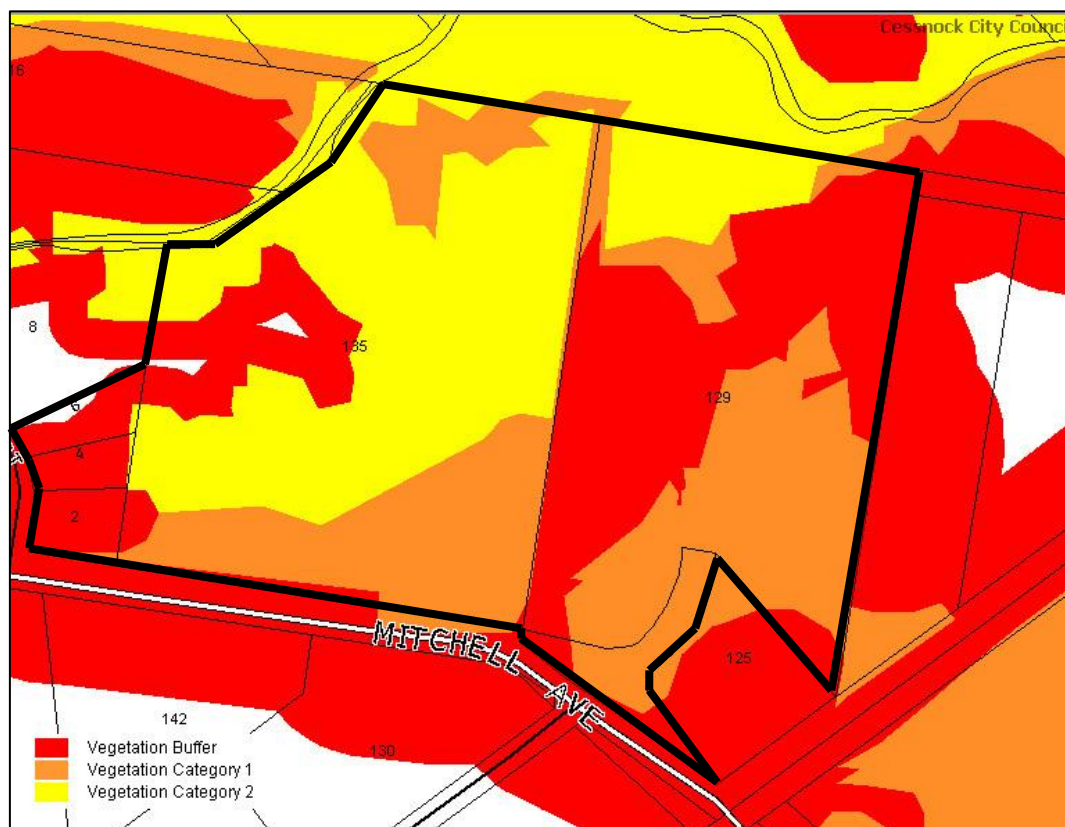 Cessnock City Counci
16
8
135
6
129
4
2
MITCHELL AVE
125
142
130
Vegetation Buffer
Vegetation Category 1
Vegetation Category 2